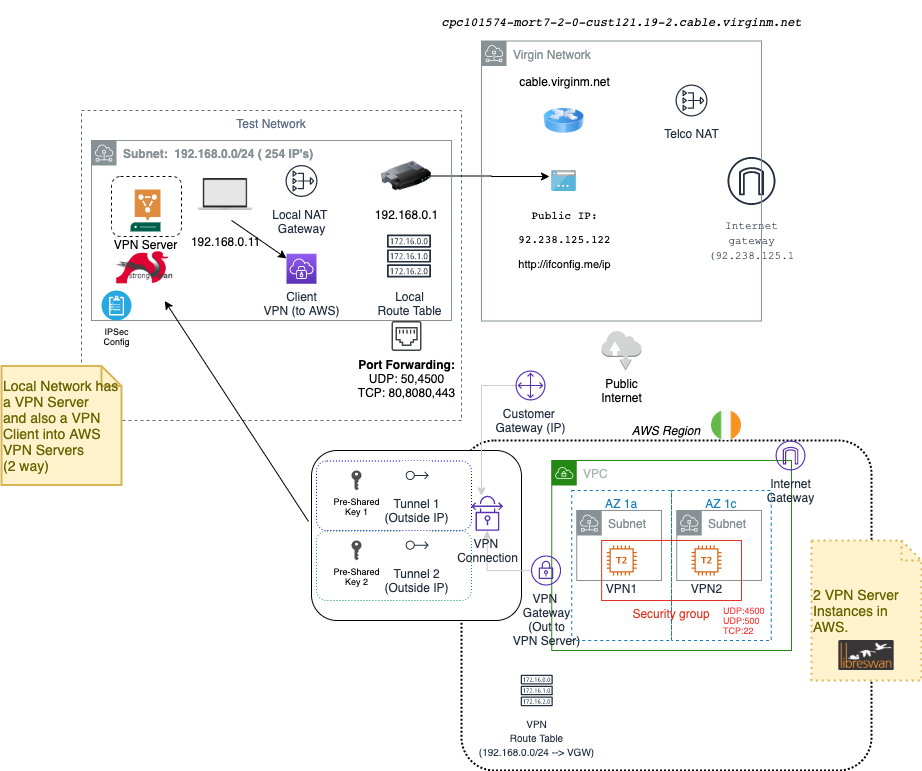 cpc101574-mort7-2-0-cust121.19-2.cable.virginm.net
Virgin Network
cable.virginm.net
Telco NAT
Public IP:
92.238.125.122
http://ifconfig.me/ip
Internet
gateway
(92.238.125.1
Test Network
Subnet: 192.168.0.0/24 ( 254 IP's)
VPN Server
192.168.0.11
Local NAT
Gateway
192.168.0.1
strongswan
IPSec
Config
Client
VPN (to AWS)
172.16.0.0
172.16.1.0
172.16.2.0
Local
Route Table
Port Forwarding:
UDP: 50,4500
TCP: 80,8080,443
Local Network has
a VPN Server
and also a VPN
Client into AWS
VPN Servers
(2 way)
Public
Internet
Customer
Gateway (IP)
AWS Region
Pre-Shared
Key 1
Tunnel 1
(Outside IP)
Pre-Shared
Key 2
Tunnel 2
(Outside IP)
VPN
Connection
VPN
Gateway
(Out to
VPN Server)
VPC
Internet
Gateway
AZ 1a
Subnet
T2
VPN1
AZ 1c
Subnet
T2
VPN2
Security group
UDP:4500
UDP:500
TCP:22
2 VPN Server
Instances in
AWS.
libreswan
172.16.0.0
172.16.1.0
172.16.2.0
VPN
Route Table
(192.168.0.0/24 --> VGW)